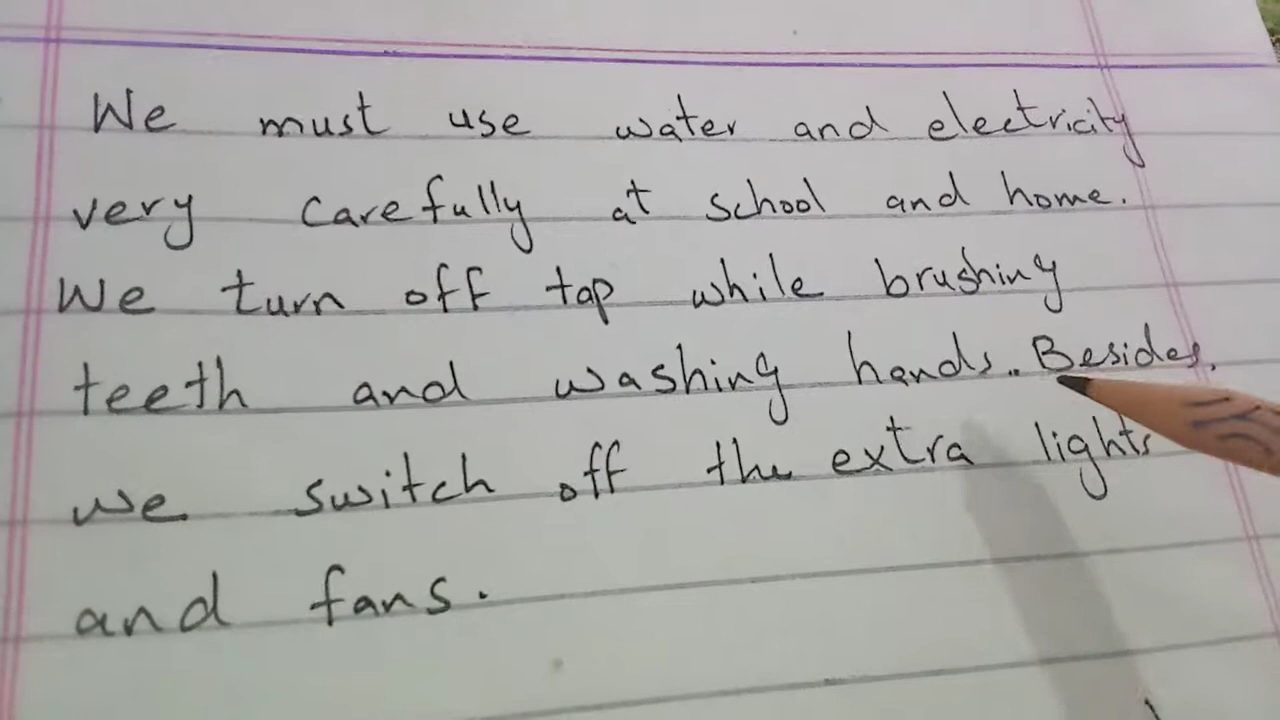 We must use water and electricity
very carefully at school and home.
We turn off tap while brushing
teeth and washing hands.. Besides,
we switch off the extra lights
and fans.